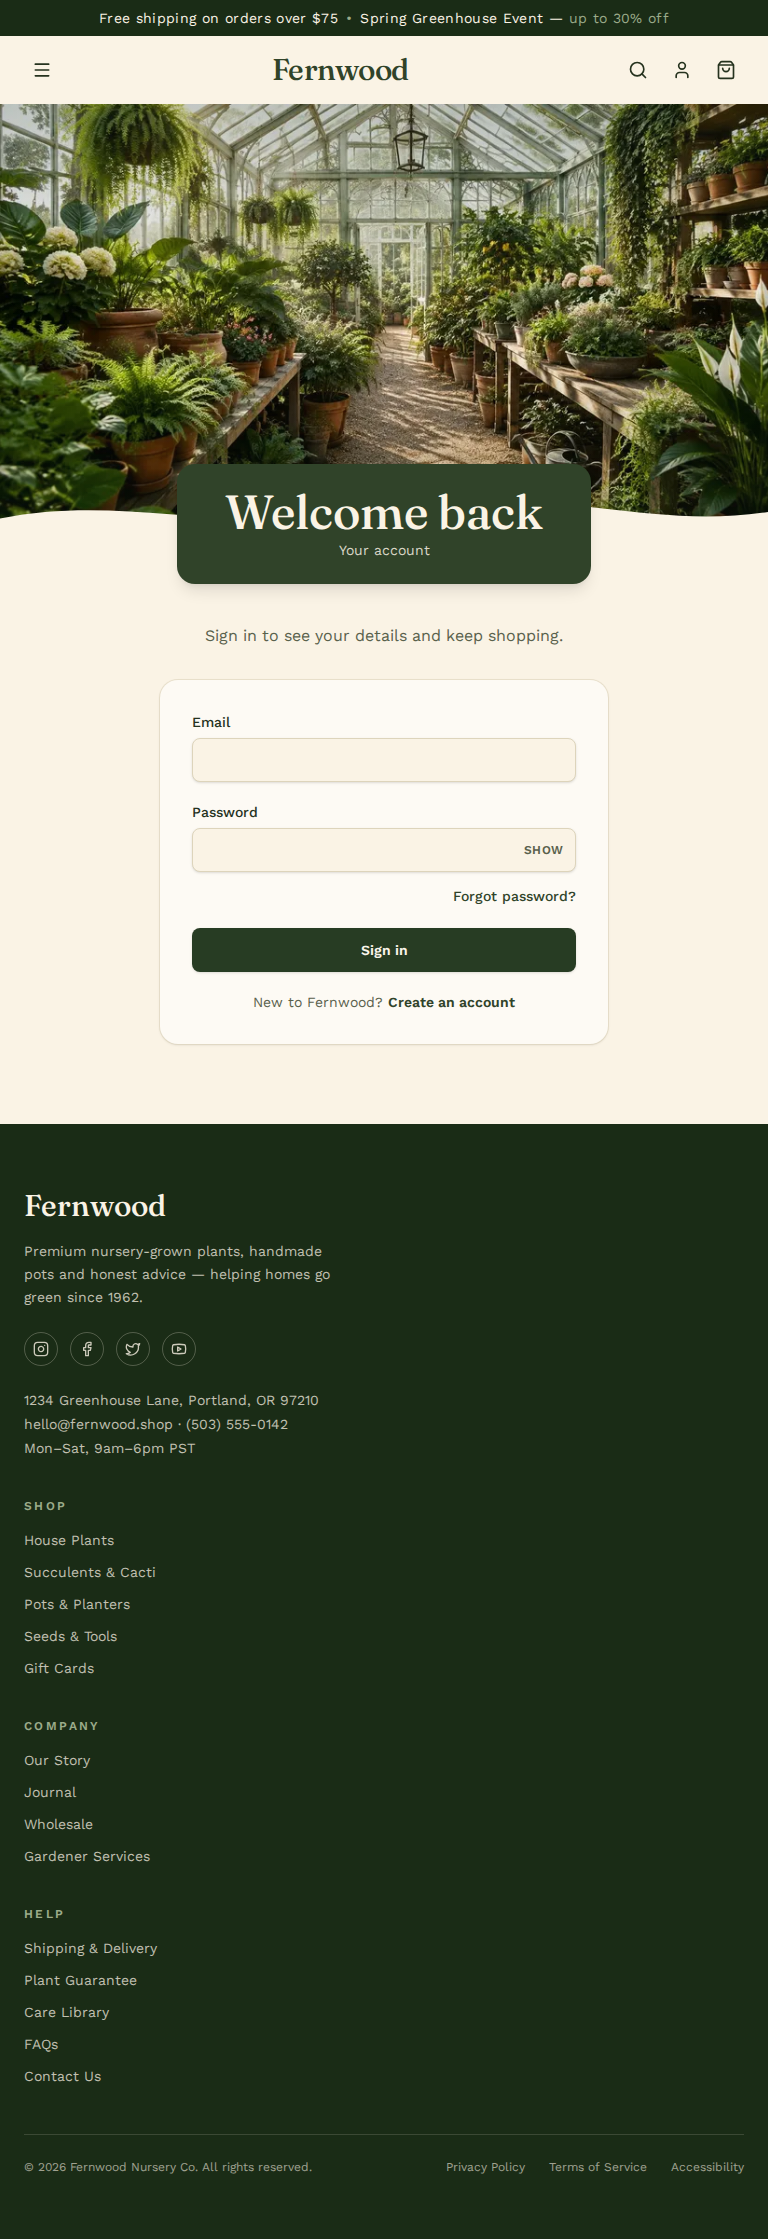 Free shipping on orders over $75 • Spring Greenhouse Event — up to 30% off
Fernwood
Welcome back
Your account
Sign in to see your details and keep shopping.
Email
Password
SHOW
Forgot password?
Sign in
New to Fernwood? Create an account
Fernwood
Premium nursery-grown plants, handmade
pots and honest advice — helping homes go
green since 1962.
1234 Greenhouse Lane, Portland, OR 97210
hello@fernwood.shop · (503) 555-0142
Mon–Sat, 9am–6pm PST
SHOP
House Plants
Succulents & Cacti
Pots & Planters
Seeds & Tools
Gift Cards
COMPANY
Our Story
Journal
Wholesale
Gardener Services
HELP
Shipping & Delivery
Plant Guarantee
Care Library
FAQs
Contact Us
© 2026 Fernwood Nursery Co. All rights reserved. Privacy Policy Terms of Service Accessibility